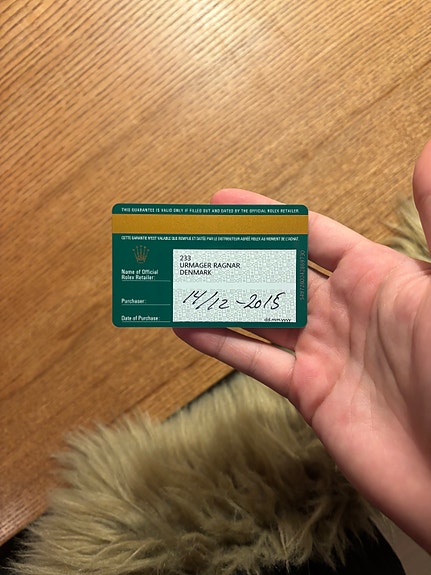 THIS GUARANTEE IS VALID ONLY IF FILLED OUT AND DATED BY THE OFFICIAL ROLEX RETAILER.
CETTE GARANTIE N'EST VALABLE QUE REMPLIE ET DATÉE PAR LE DISTRIBUTEUR AGRÉÉ ROLEX AU MOMENT DE L'ACHAT.
Name of Official
Rolex Retailer:
233
URMAGER RAGNAR
DENMARK
Purchaser:
14/12-2015
Date of Purchase:
dd.mm.yyyy